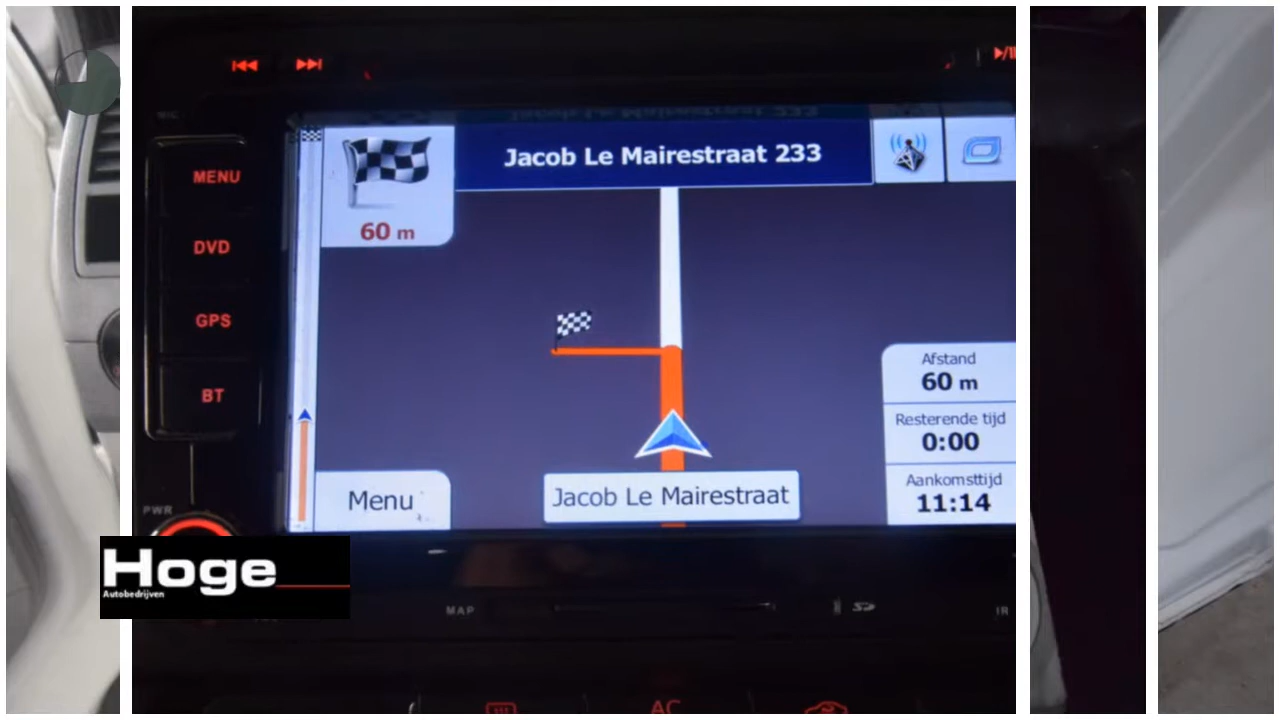 MENU
DVD
GPS
BT
PWR
Jacob Le Mairestraat 233
60 m
Afstand
60 m
Resterende tijd
0:00
Aankomsttijd
11:14
Menu
Jacob Le Mairestraat
Hoge
Autobedrijven
MAP
IR
AC